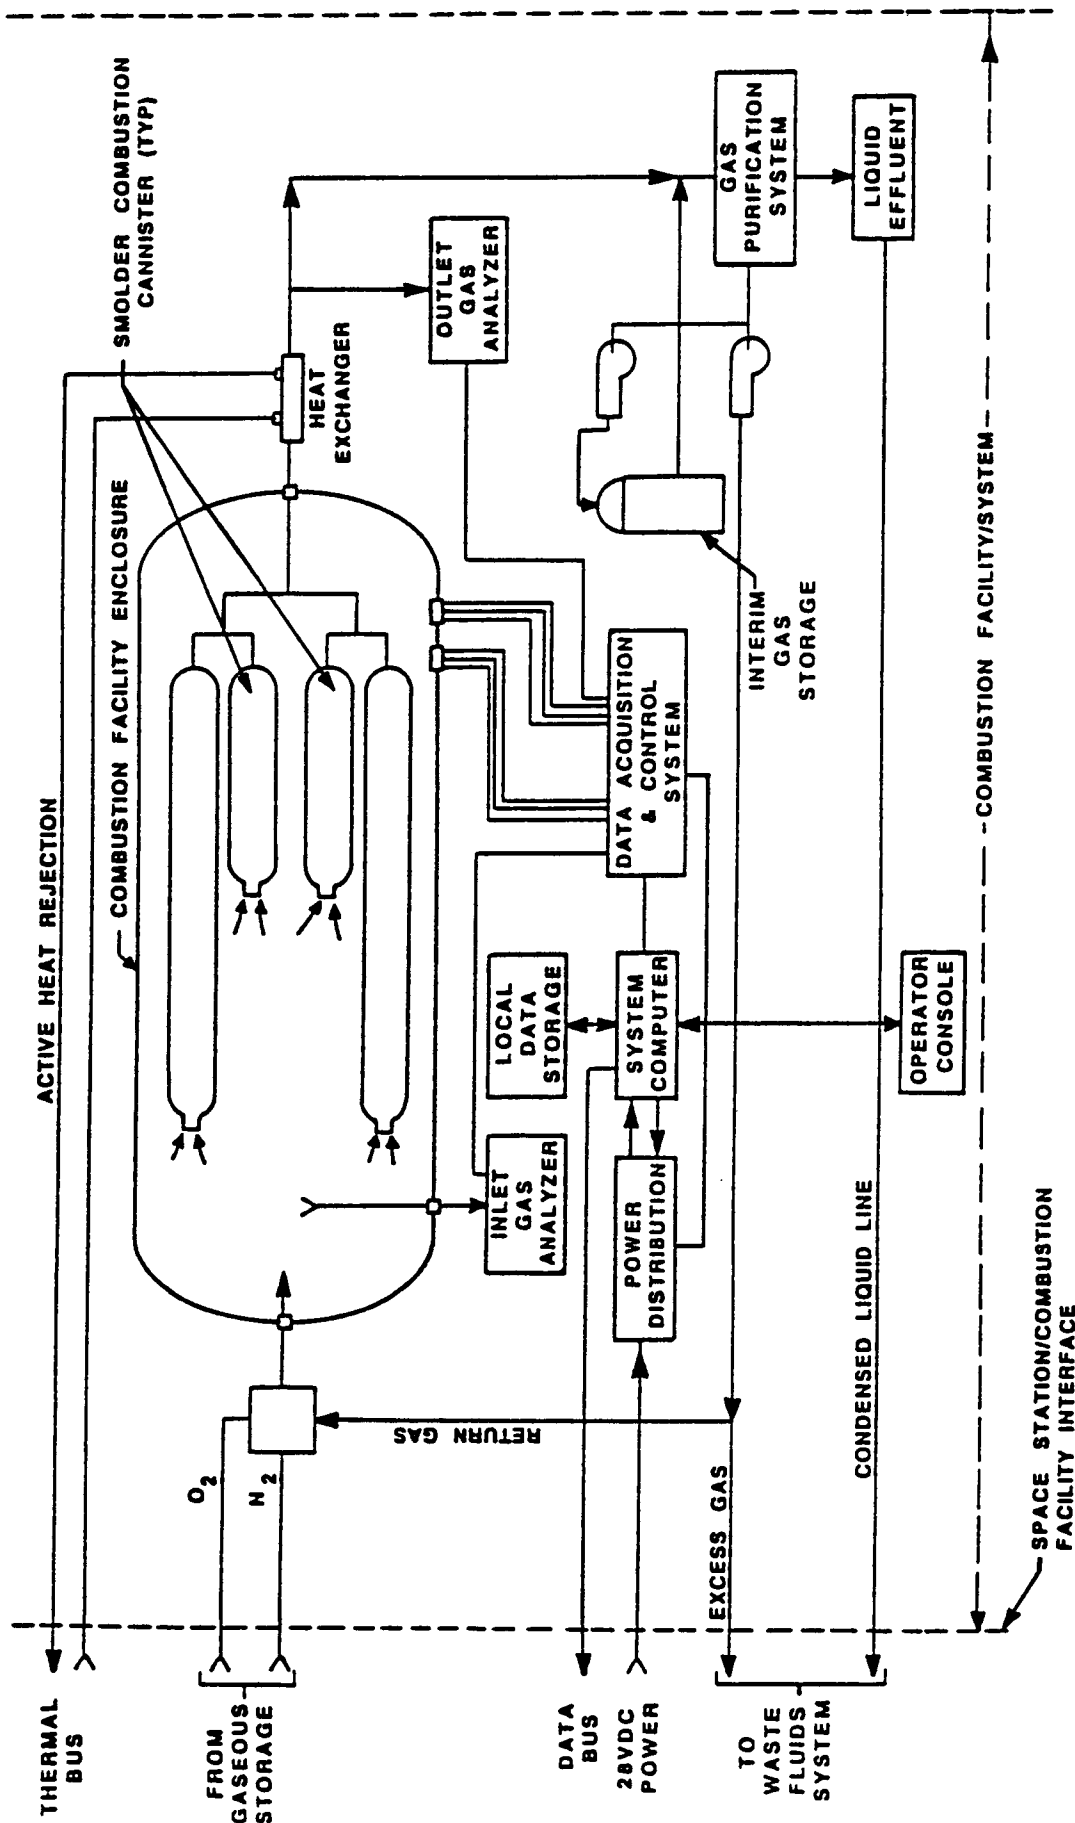 THERMAL
BUS
FROM
GASEOUS
STORAGE
DATA
BUS
28VDC
POWER
TO
WASTE
FLUIDS
SYSTEM
ACTIVE HEAT REJECTION
COMBUSTION FACILITY ENCLOSURE
SMOLDER COMBUSTION
CANNISTER (TYP)
O2
N2
RETURN GAS
HEAT
EXCHANGER
OUTLET
GAS
ANALYZER
INLET
GAS
ANALYZER
LOCAL
DATA
STORAGE
POWER
DISTRIBUTION
SYSTEM
COMPUTER
DATA ACQUISITION
& CONTROL
SYSTEM
INTERIM
GAS
STORAGE
GAS
PURIFICATION
SYSTEM
LIQUID
EFFLUENT
EXCESS GAS
CONDENSED LIQUID LINE
OPERATOR
CONSOLE
COMBUSTION FACILITY/SYSTEM
SPACE STATION/COMBUSTION
FACILITY INTERFACE